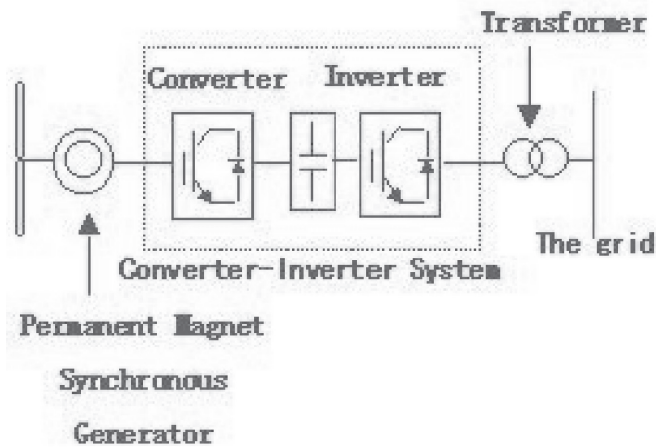 Transformer
Converter
Inverter
The grid
Converter-Inverter System
Permanent Magnet
Synchronous
Generator